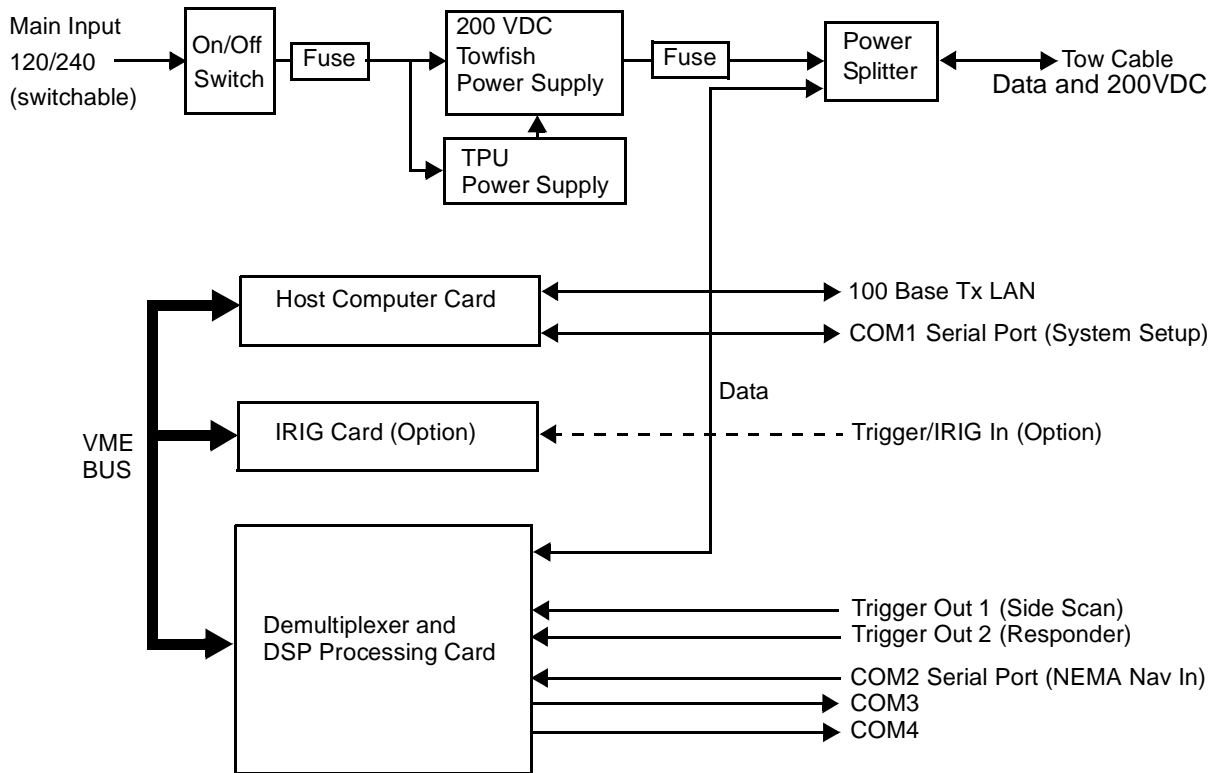 Main Input
120/240
(switchable)
On/Off
Switch
Fuse
200 VDC
Towfish
Power Supply
Fuse
Power
Splitter
Tow Cable
Data and 200VDC
TPU
Power Supply
Host Computer Card
100 Base Tx LAN
COM1 Serial Port (System Setup)
Data
IRIG Card (Option)
Trigger/IRIG In (Option)
VME
BUS
Demultiplexer and
DSP Processing Card
Trigger Out 1 (Side Scan)
Trigger Out 2 (Responder)
COM2 Serial Port (NEMA Nav In)
COM3
COM4